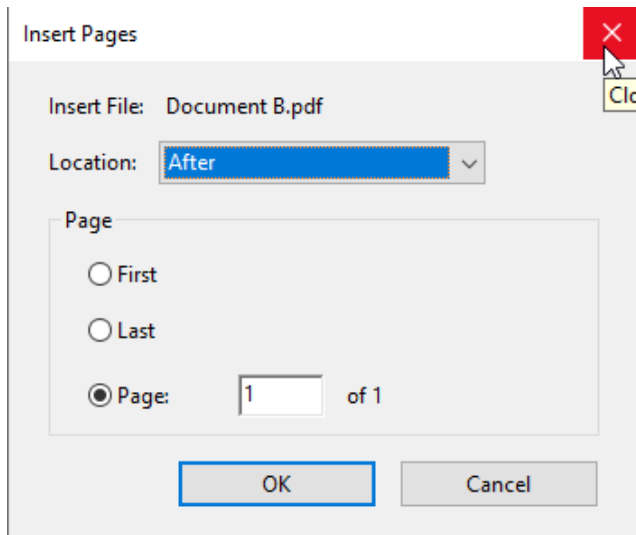 Insert Pages
Insert File: Document B.pdf
Location: After
Page
First
Last
Page: 1 of 1
OK Cancel